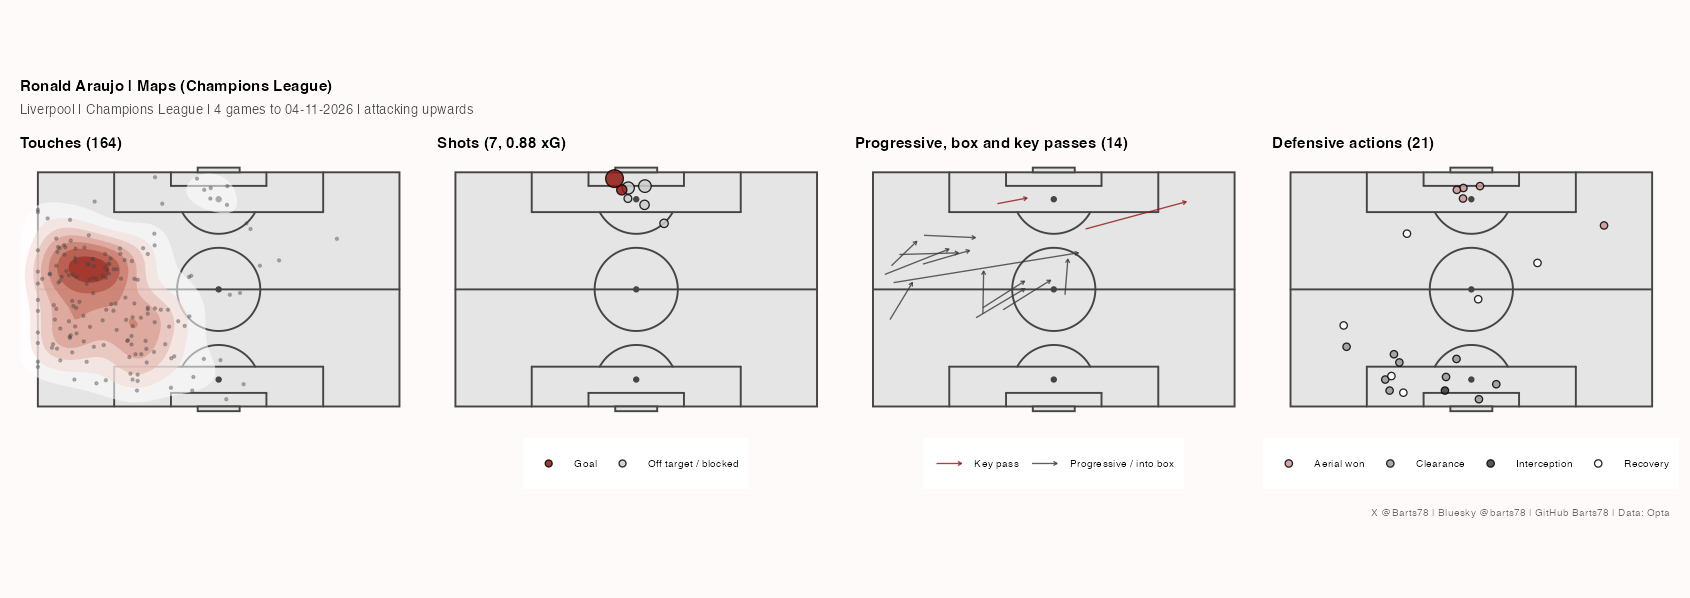 Ronald Araujo | Maps (Champions League)
Liverpool | Champions League | 4 games to 04-11-2026 | attacking upwards
Touches (164)
Shots (7, 0.88 xG)
Progressive, box and key passes (14)
Defensive actions (21)
Goal
Off target / blocked
Key pass
Progressive / into box
Aerial won
Clearance
Interception
Recovery
X @Barts78 | Bluesky @barts78 | GitHub Barts78 | Data: Opta